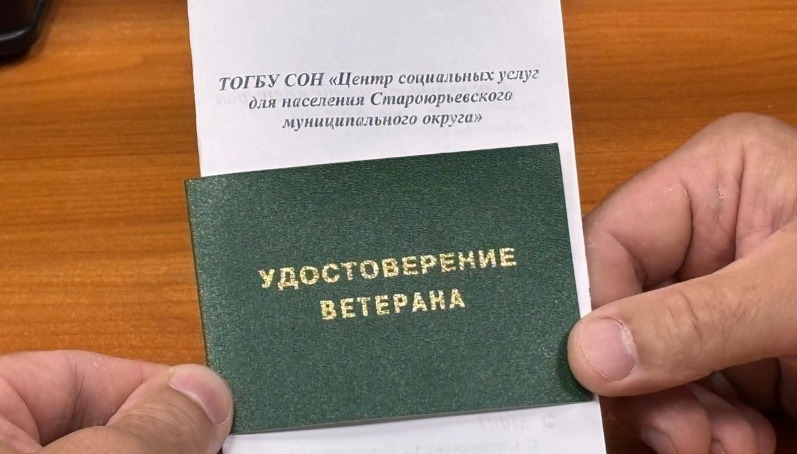 ТОГБУ СОН «Центр социальных услуг
для населения Староюрьевского
муниципального округа»
УДОСТОВЕРЕНИЕ
ВЕТЕРАНА